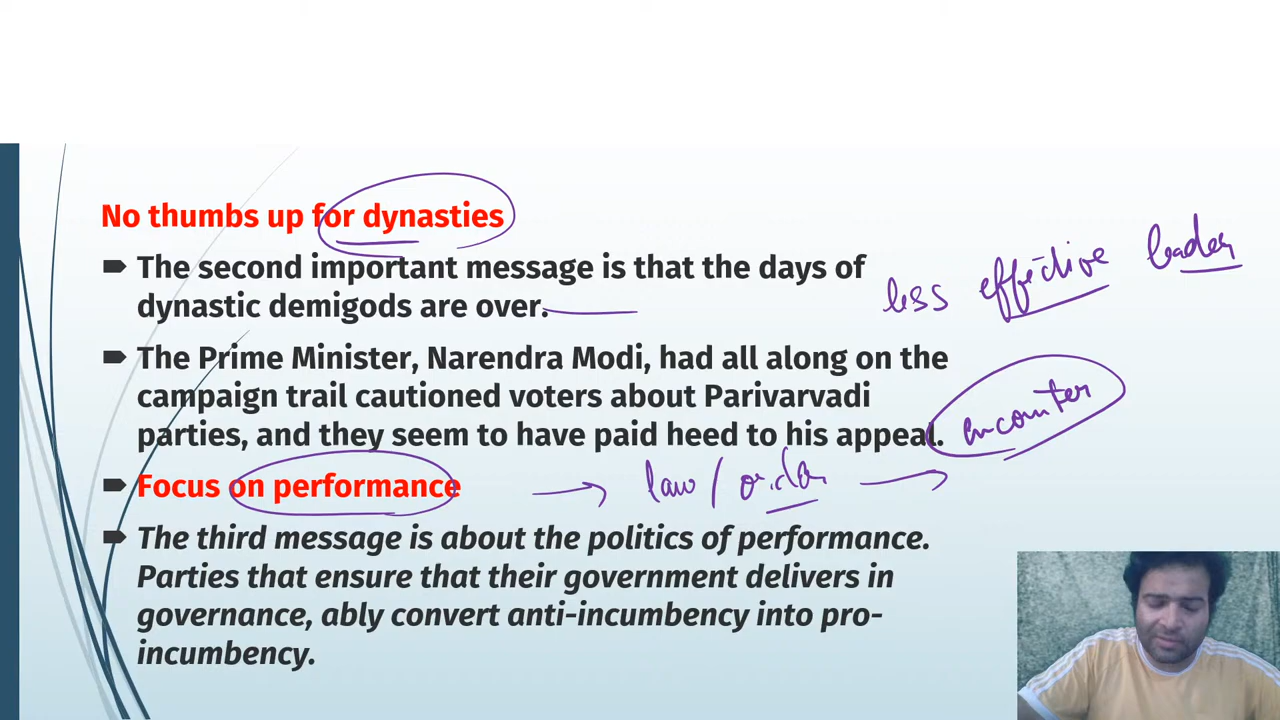 No thumbs up for dynasties
The second important message is that the days of
dynastic demigods are over.
less effective leader
The Prime Minister, Narendra Modi, had all along on the
campaign trail cautioned voters about Parivarvadi
parties, and they seem to have paid heed to his appeal.
encounter
Focus on performance
law / order
The third message is about the politics of performance.
Parties that ensure that their government delivers in
governance, ably convert anti-incumbency into pro-
incumbency.